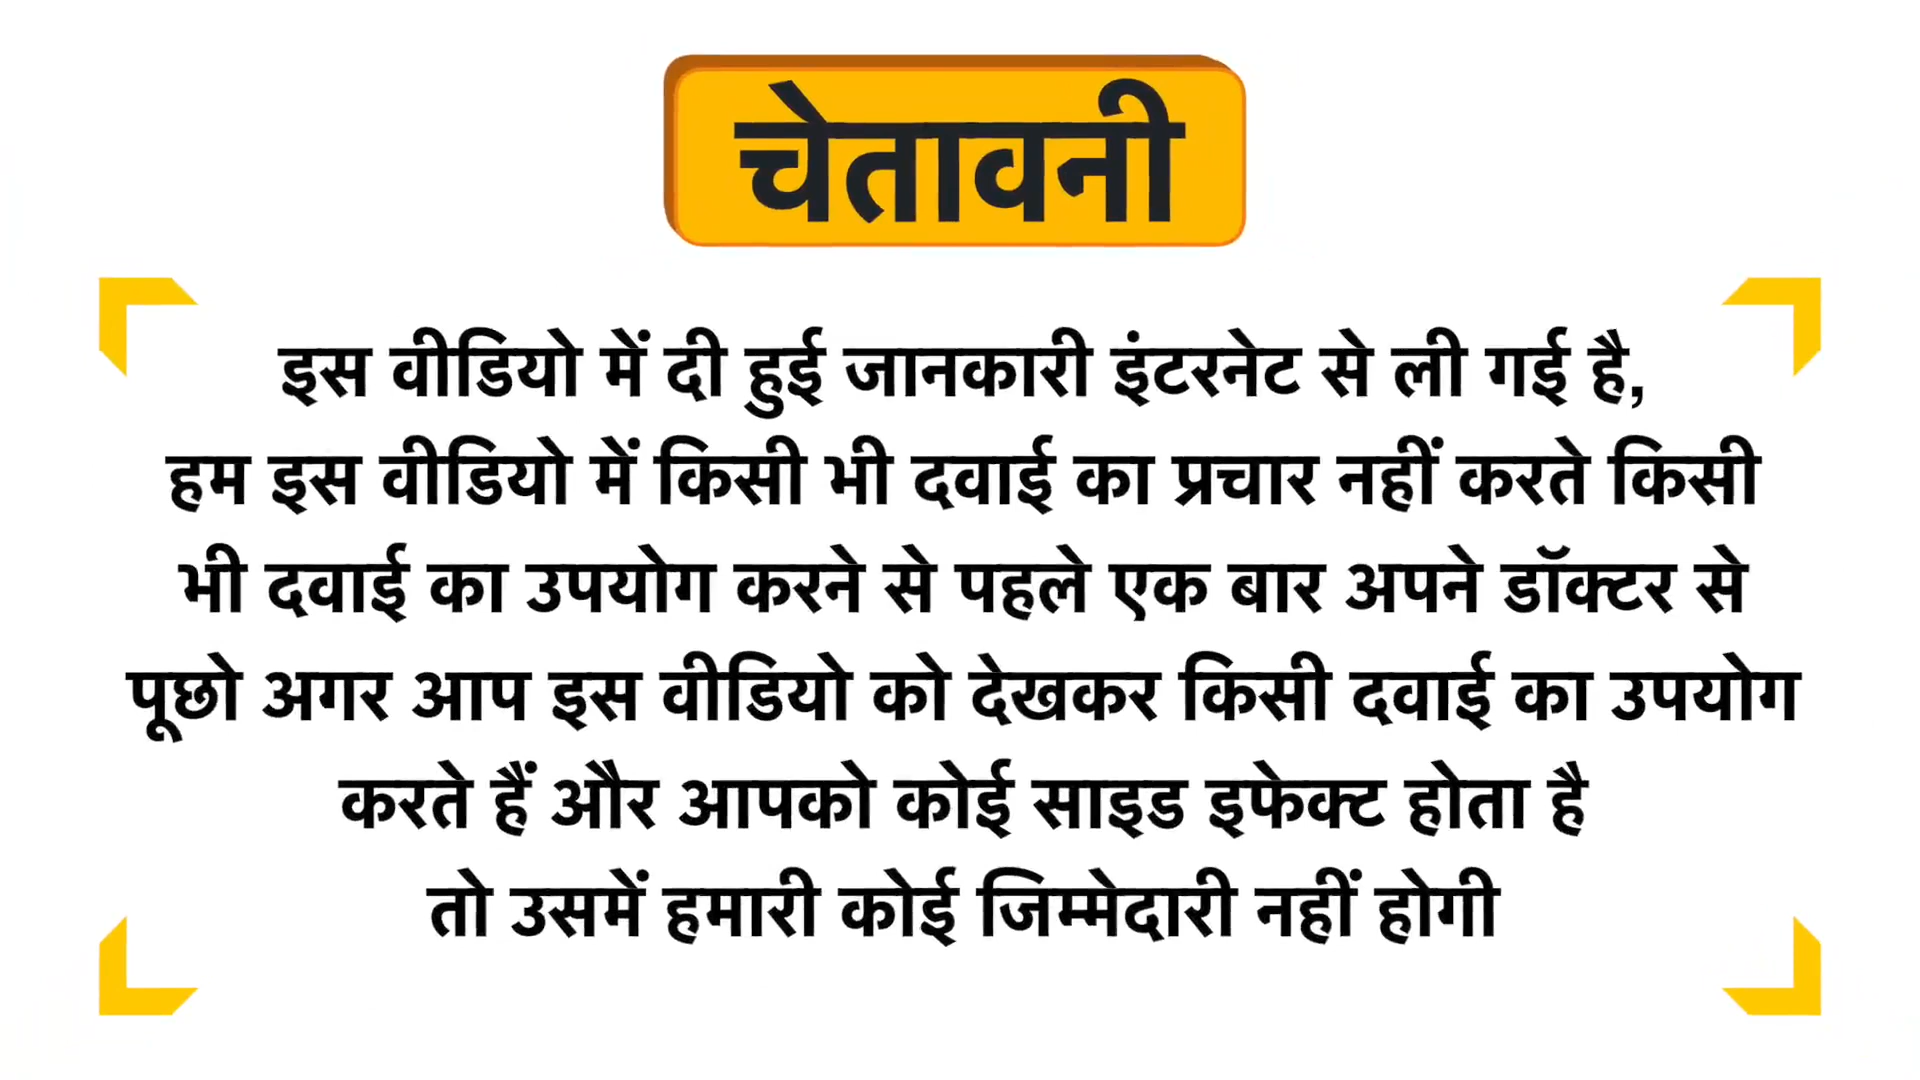 चेतावनी
इस वीडियो में दी हुई जानकारी इंटरनेट से ली गई है,
हम इस वीडियो में किसी भी दवाई का प्रचार नहीं करते किसी
भी दवाई का उपयोग करने से पहले एक बार अपने डॉक्टर से
पूछो अगर आप इस वीडियो को देखकर किसी दवाई का उपयोग
करते हैं और आपको कोई साइड इफेक्ट होता है
तो उसमें हमारी कोई जिम्मेदारी नहीं होगी